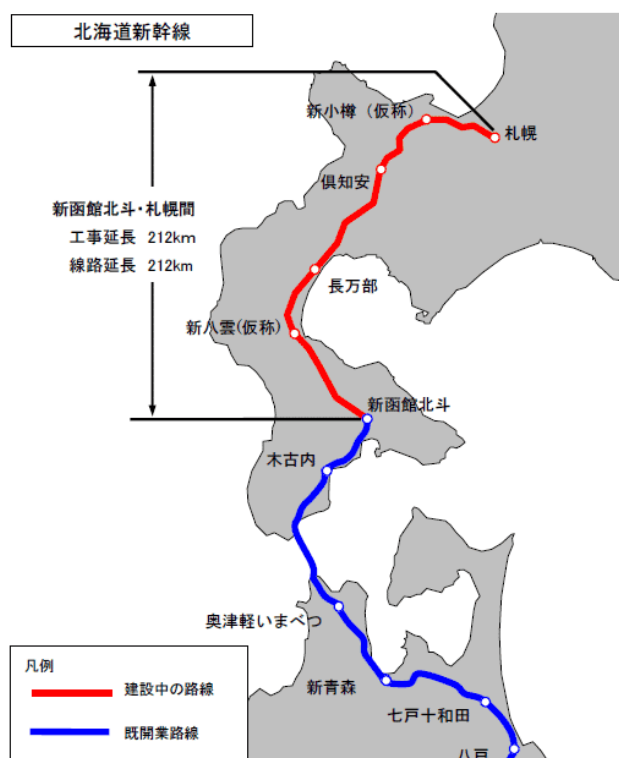 北海道新幹線
新小樽（仮称）
札幌
倶知安
新函館北斗・札幌間
工事延長 212km
線路延長 212km
長万部
新八雲(仮称)
新函館北斗
木古内
奥津軽いまべつ
新青森
七戸十和田
八戸
凡例
建設中の路線
既開業路線